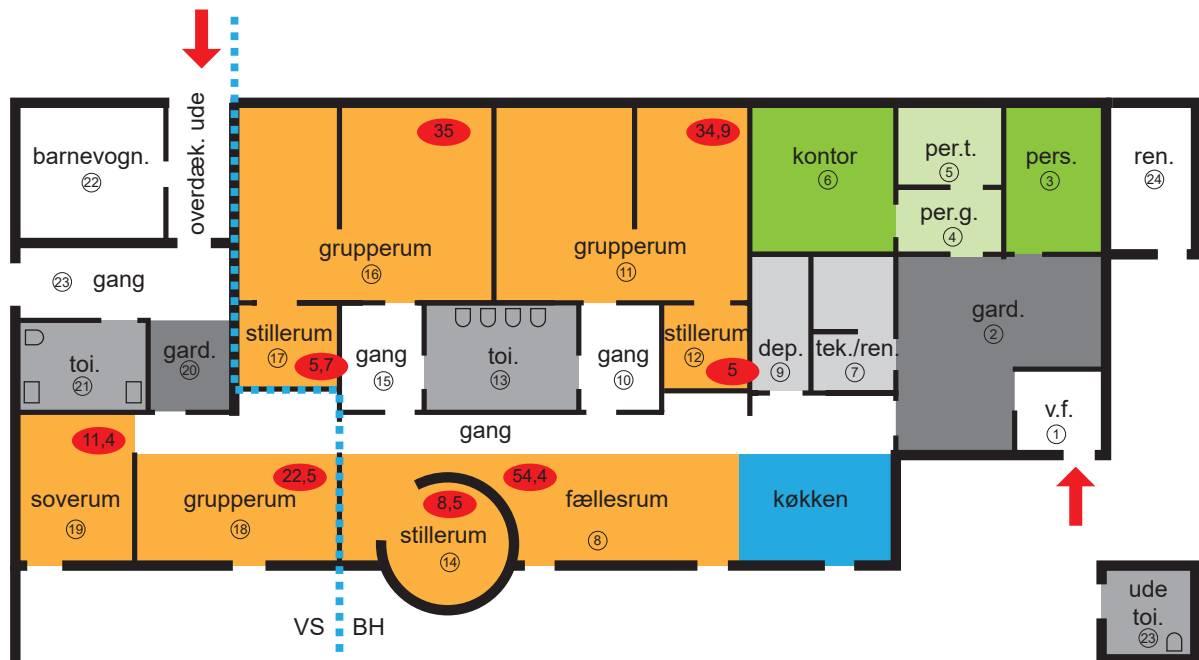 overdæk. ude
35
34,9
barnevogn.
22
kontor
6
per.t.
5
pers.
3
ren.
24
per.g.
4
grupperum
16
grupperum
11
23
gang
gard.
2
stillerum
17
5,7
gang
15
toi.
13
gang
10
stillerum
12
5
dep.
9
tek./ren.
7
toi.
21
gard.
20
v.f.
1
gang
11,4
soverum
19
22,5
grupperum
18
8,5
stillerum
14
54,4
fællesrum
8
køkken
VS
BH
ude
toi.
23